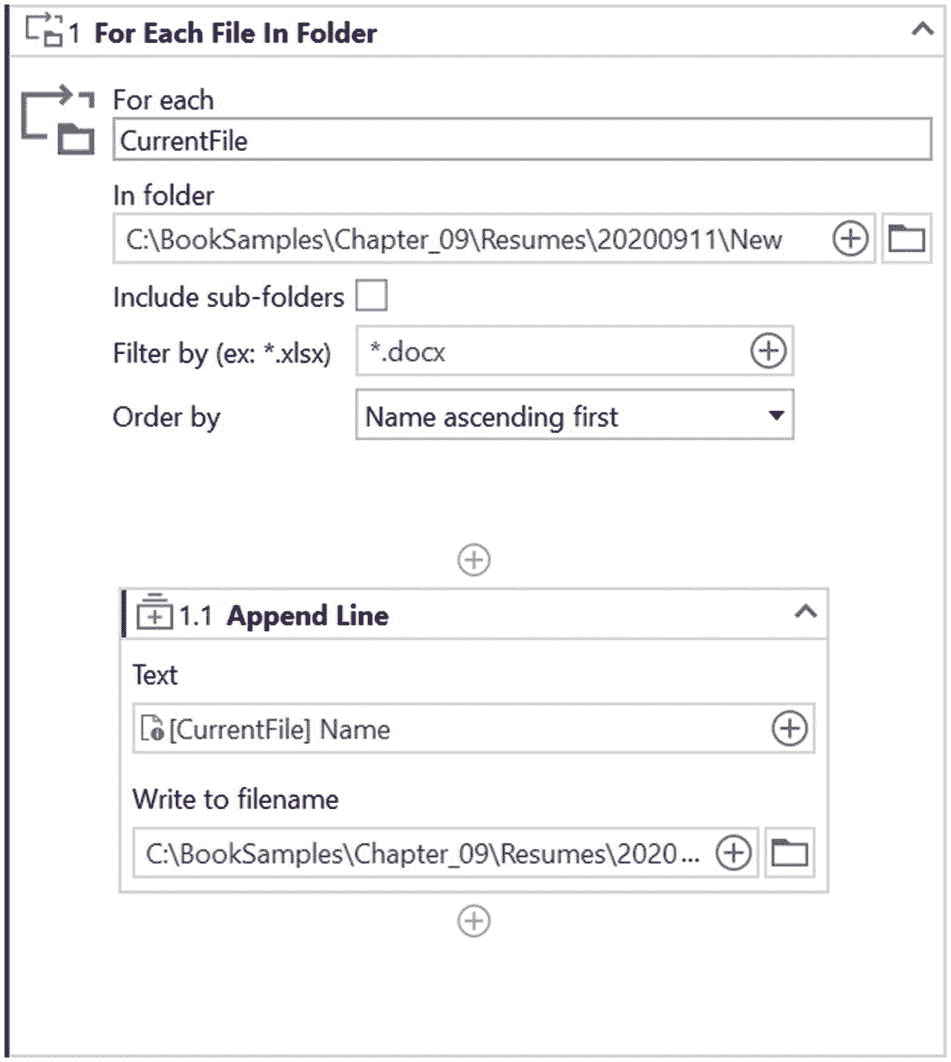 1 For Each File In Folder
For each
CurrentFile
In folder
C:\BookSamples\Chapter_09\Resumes\20200911\New
Include sub-folders
Filter by (ex: *.xlsx) *.docx
Order by Name ascending first
1.1 Append Line
Text
[CurrentFile] Name
Write to filename
C:\BookSamples\Chapter_09\Resumes\2020...